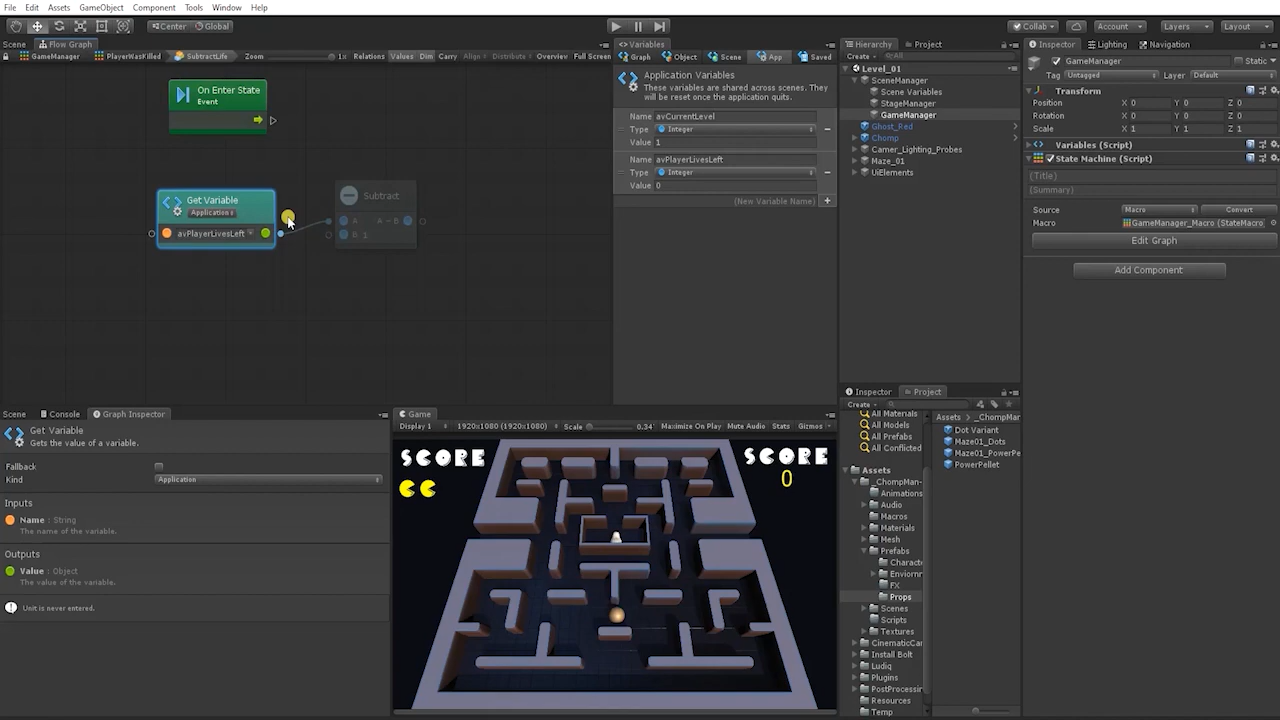 File Edit Assets GameObject Component Tools Window Help
Center Global
Collab Account Layers Layout
Scene Flow Graph
GameManager PlayerWasKilled SubtractLife Zoom 1x Relations Values Dim Carry Align Distribute Overview Full Screen
On Enter State
Event
Get Variable
Application
avPlayerLivesLeft
Subtract
A A − B
B 1
Variables
Graph Object Scene App Saved
Application Variables
These variables are shared across scenes. They
will be reset once the application quits.
Name avCurrentLevel
Type Integer
Value 1
Name avPlayerLivesLeft
Type Integer
Value 0
(New Variable Name)
Hierarchy Project
Create All
Level_01
SceneManager
Scene Variables
StageManager
GameManager
Ghost_Red
Chomp
Camer_Lighting_Probes
Maze_01
UiElements
Inspector Lighting Navigation
GameManager Static
Tag Untagged Layer Default
Transform
Position X 0 Y 0 Z 0
Rotation X 0 Y 0 Z 0
Scale X 1 Y 1 Z 1
Variables (Script)
State Machine (Script)
(Title)
(Summary)
Source Macro Convert
Macro GameManager_Macro (StateMacro
Edit Graph
Add Component
Scene Console Graph Inspector
Get Variable
Gets the value of a variable.
Fallback
Kind Application
Inputs
Name : String
The name of the variable.
Outputs
Value : Object
The value of the variable.
Unit is never entered.
Game
Display 1 1920x1080 (1920x1080) Scale 0.34 Maximize On Play Mute Audio Stats Gizmos
SCORE
SCORE
0
Inspector Project
Create
All Materials
All Models
All Prefabs
All Conflicted
Assets
_ChompMan-
Animations
Audio
Macros
Materials
Mesh
Prefabs
Characte
Enviornm
FX
Props
Scenes
Scripts
Textures
CinematicCar
Install Bolt
Ludiq
Plugins
PostProcessin
Resources
Temp
Assets _ChompMar
Dot Variant
Maze01_Dots
Maze01_PowerPe
PowerPellet